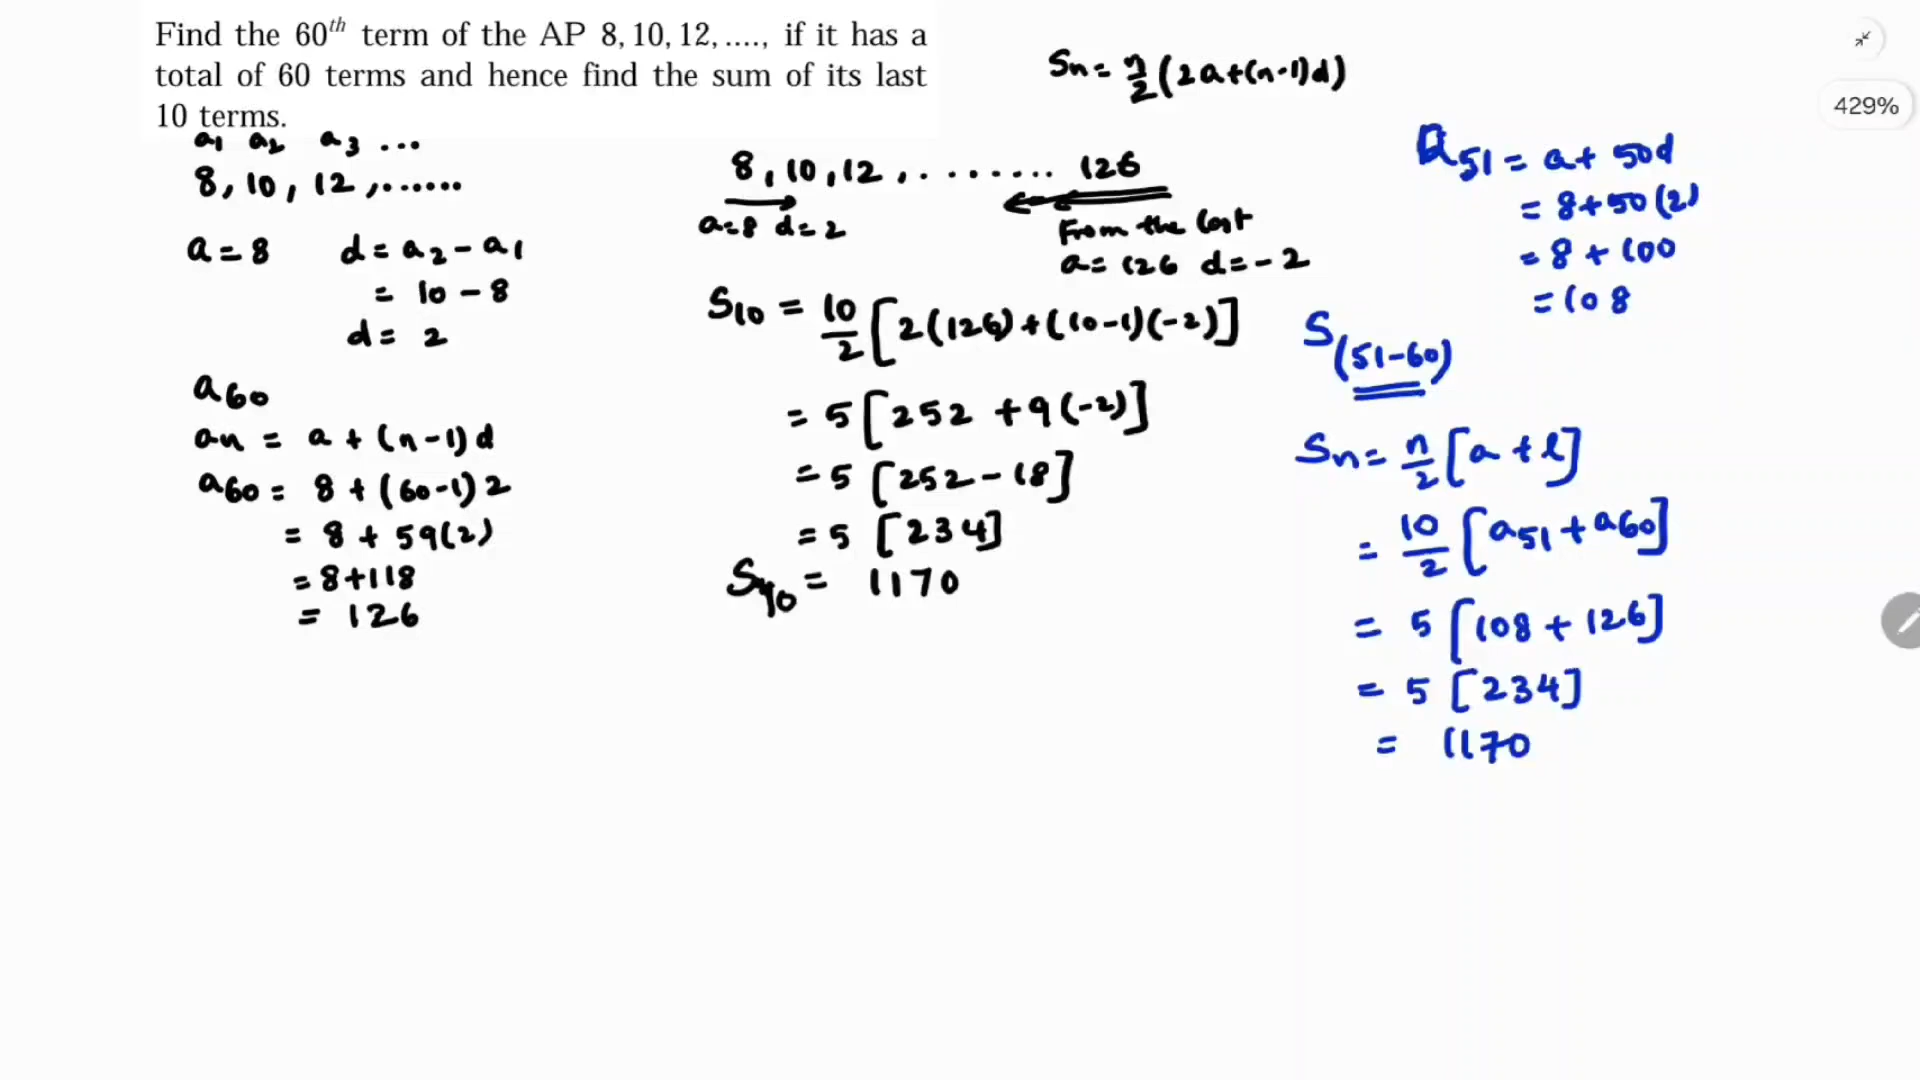 Find the 60th term of the AP 8, 10, 12, ...., if it has a
total of 60 terms and hence find the sum of its last
10 terms.
a1 a2 a3 ...
8, 10, 12, ......
a = 8 d = a2 - a1
= 10 - 8
d = 2
a60
an = a + (n-1)d
a60 = 8 + (60-1)2
= 8 + 59(2)
= 8+118
= 126
Sn = n/2 (2a+(n-1)d)
8, 10, 12, ........ 126
a=8 d=2
From the last
a= 126 d= -2
S10 = 10/2 [2(126)+(10-1)(-2)]
= 5 [252 + 9(-2)]
= 5 [252 - 18]
= 5 [234]
S10 = 1170
a51 = a + 50d
= 8+50(2)
= 8 + 100
= 108
S(51-60)
Sn = n/2 [a + l]
= 10/2 [a51 + a60]
= 5 [108 + 126]
= 5 [234]
= 1170
429%